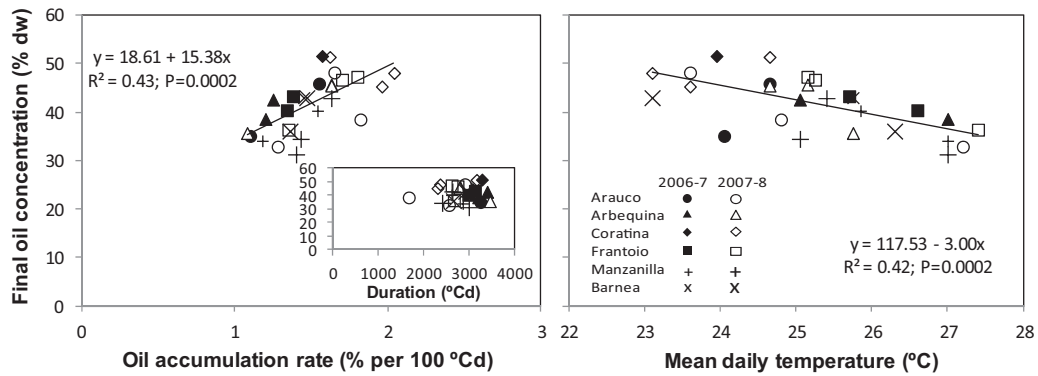 Final oil concentration (% dw)
60
50
40
30
20
10
0
y = 18.61 + 15.38x
R² = 0.43; P=0.0002
60
50
40
30
20
10
0
0 1000 2000 3000 4000
Duration (ºCd)
0 1 2 3
Oil accumulation rate (% per 100 ºCd)
2006-7 2007-8
Arauco
Arbequina
Coratina
Frantoio
Manzanilla
Barnea
y = 117.53 - 3.00x
R² = 0.42; P=0.0002
22 23 24 25 26 27 28
Mean daily temperature (ºC)